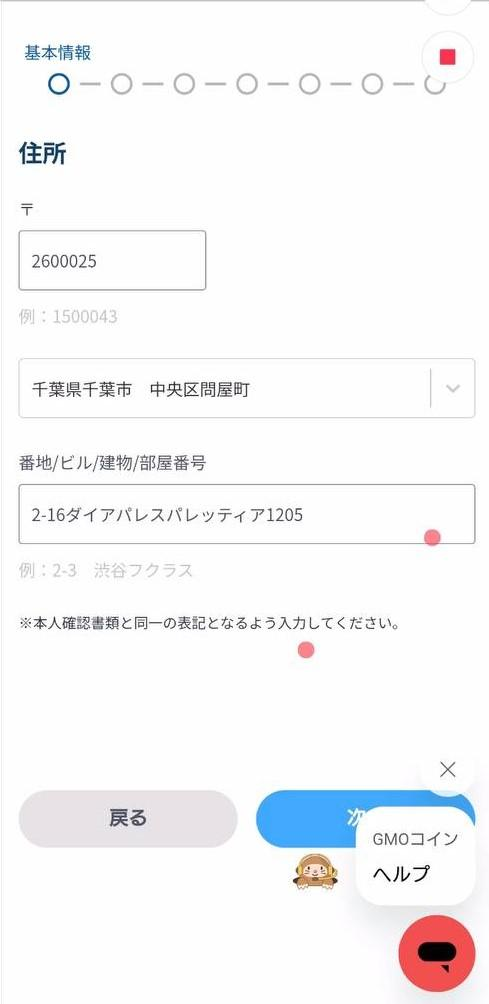 基本情報
住所
〒
2600025
例：1500043
千葉県千葉市　中央区問屋町
番地/ビル/建物/部屋番号
2-16ダイアパレスパレッティア1205
例：2-3　渋谷フクラス
※本人確認書類と同一の表記となるよう入力してください。
戻る
次
GMOコイン
ヘルプ